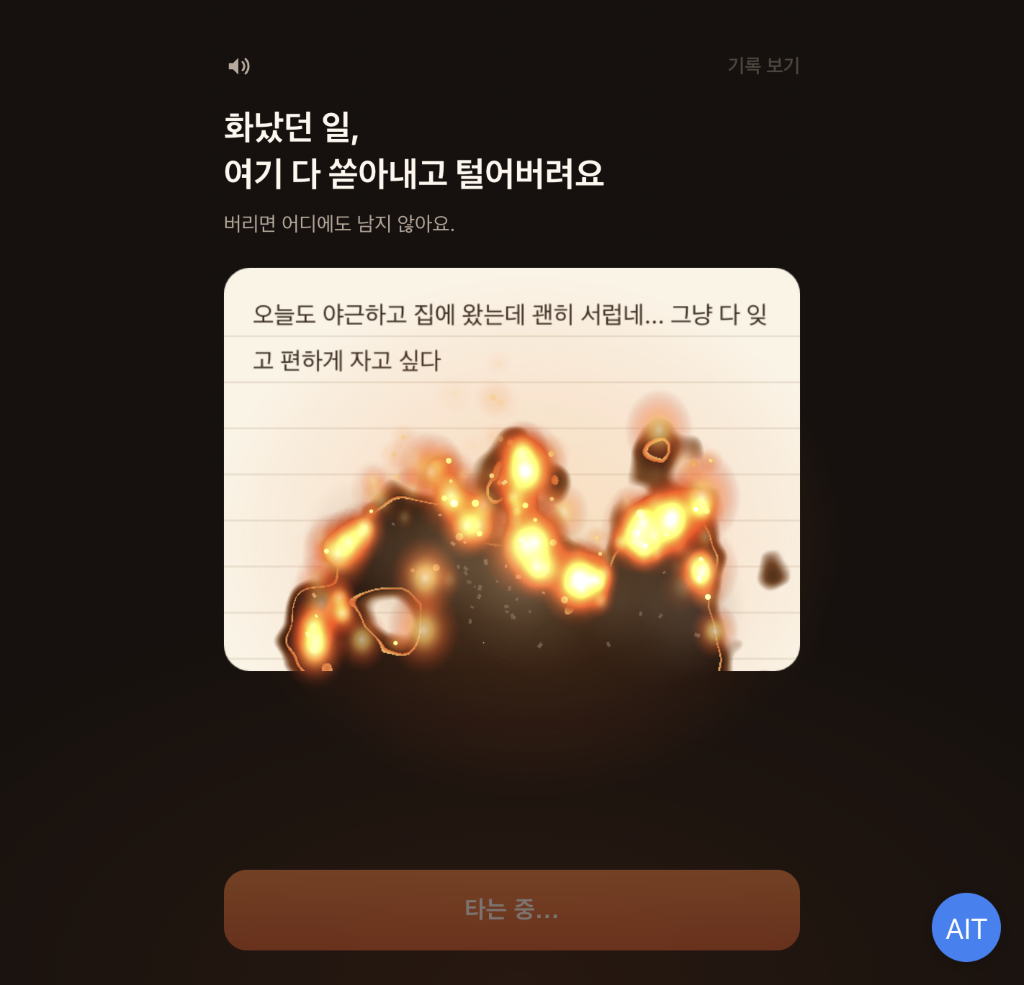 기록 보기
화났던 일,
여기 다 쏟아내고 털어버려요
버리면 어디에도 남지 않아요.
오늘도 야근하고 집에 왔는데 괜히 서럽네... 그냥 다 잊
고 편하게 자고 싶다
타는 중...
AIT